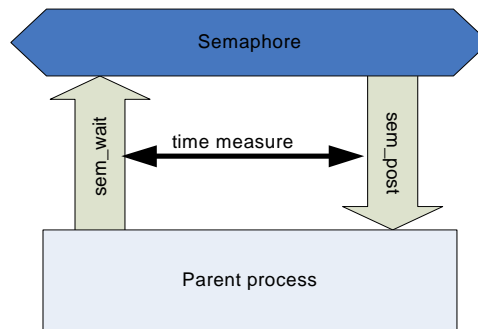 Semaphore
sem_wait
time measure
sem_post
Parent process